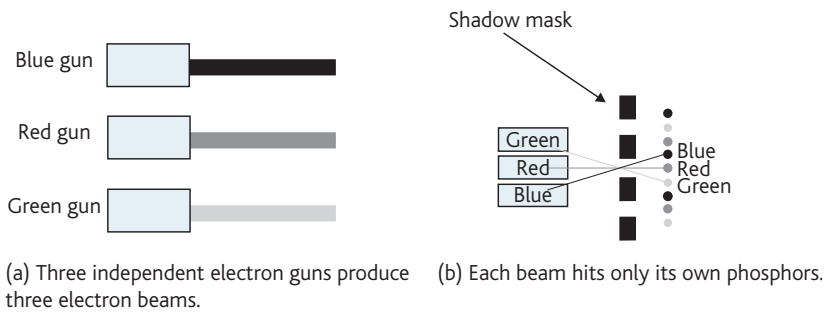 Blue gun
Red gun
Green gun
(a) Three independent electron guns produce
three electron beams.
Shadow mask
Green
Red
Blue
Blue
Red
Green
(b) Each beam hits only its own phosphors.